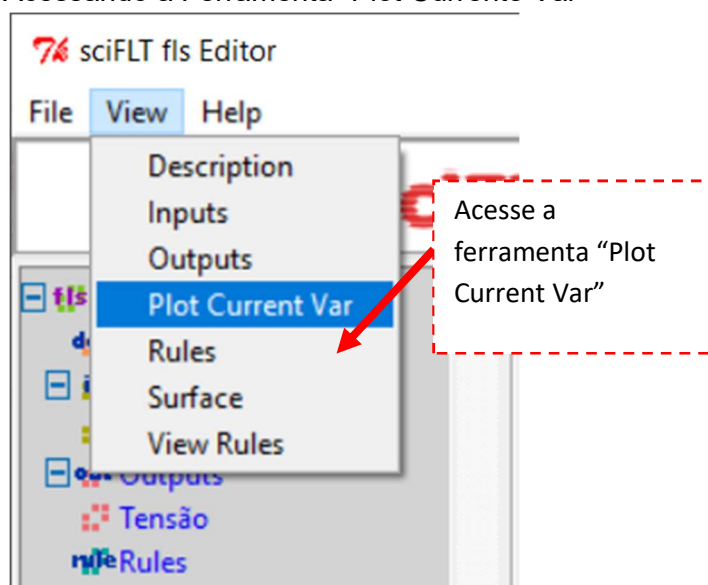 sciFLT fls Editor
File View Help
Description
Inputs
Outputs
Plot Current Var
Rules
Surface
View Rules
fls
Outputs
Tensão
Rules
Acesse a
ferramenta “Plot
Current Var”